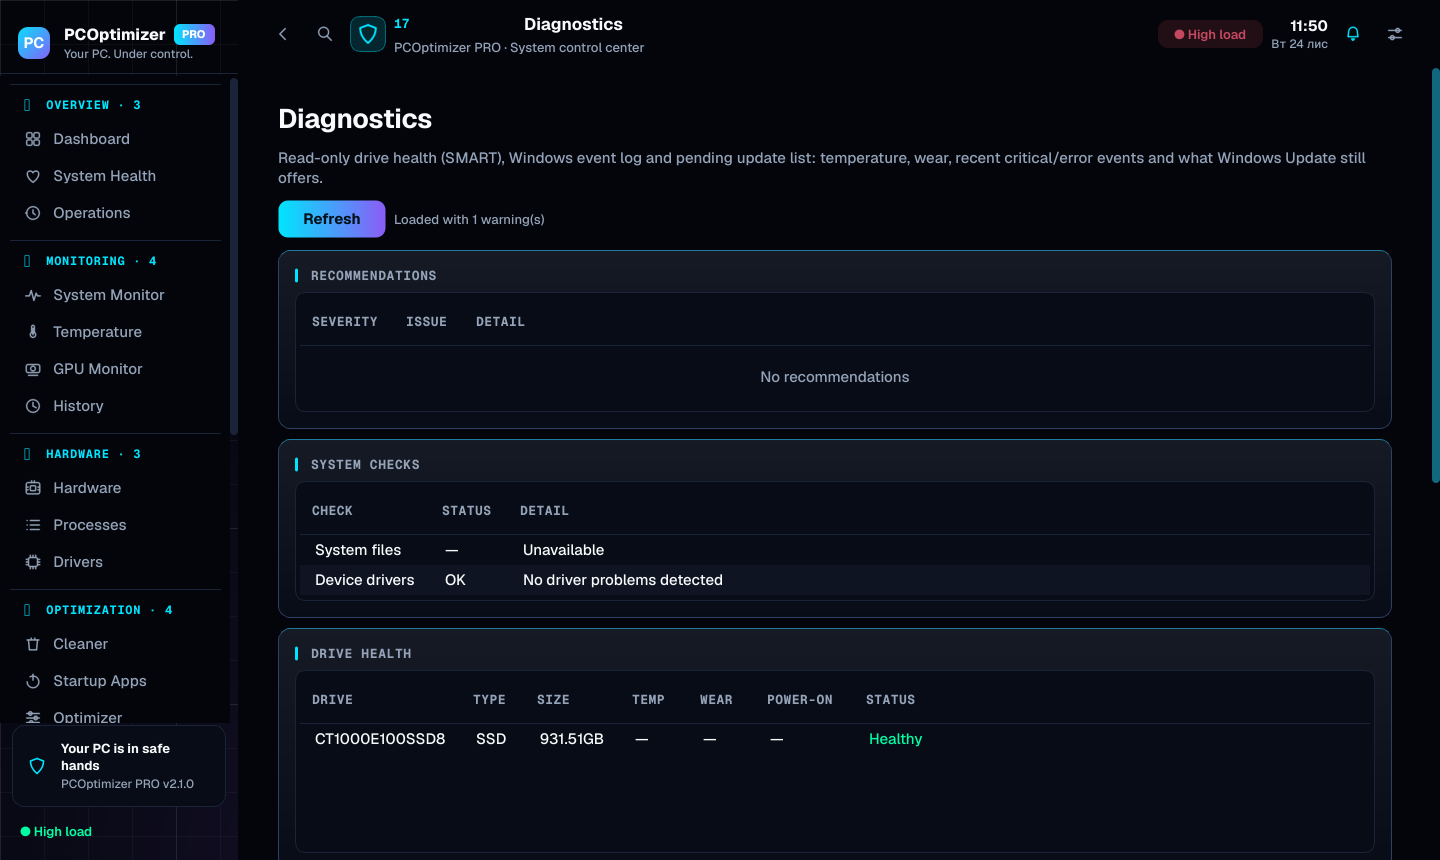 PC
PCOptimizer
PRO
Your PC. Under control.
17
Diagnostics
PCOptimizer PRO · System control center
High load
11:50
Вт 24 лис
OVERVIEW · 3
Dashboard
System Health
Operations
MONITORING · 4
System Monitor
Temperature
GPU Monitor
History
HARDWARE · 3
Hardware
Processes
Drivers
OPTIMIZATION · 4
Cleaner
Startup Apps
Optimizer
Your PC is in safe
hands
PCOptimizer PRO v2.1.0
High load
Diagnostics
Read-only drive health (SMART), Windows event log and pending update list: temperature, wear, recent critical/error events and what Windows Update still
offers.
Refresh
Loaded with 1 warning(s)
RECOMMENDATIONS
SEVERITY ISSUE DETAIL
No recommendations
SYSTEM CHECKS
CHECK STATUS DETAIL
System files — Unavailable
Device drivers OK No driver problems detected
DRIVE HEALTH
DRIVE TYPE SIZE TEMP WEAR POWER-ON STATUS
CT1000E100SSD8 SSD 931.51GB — — — Healthy